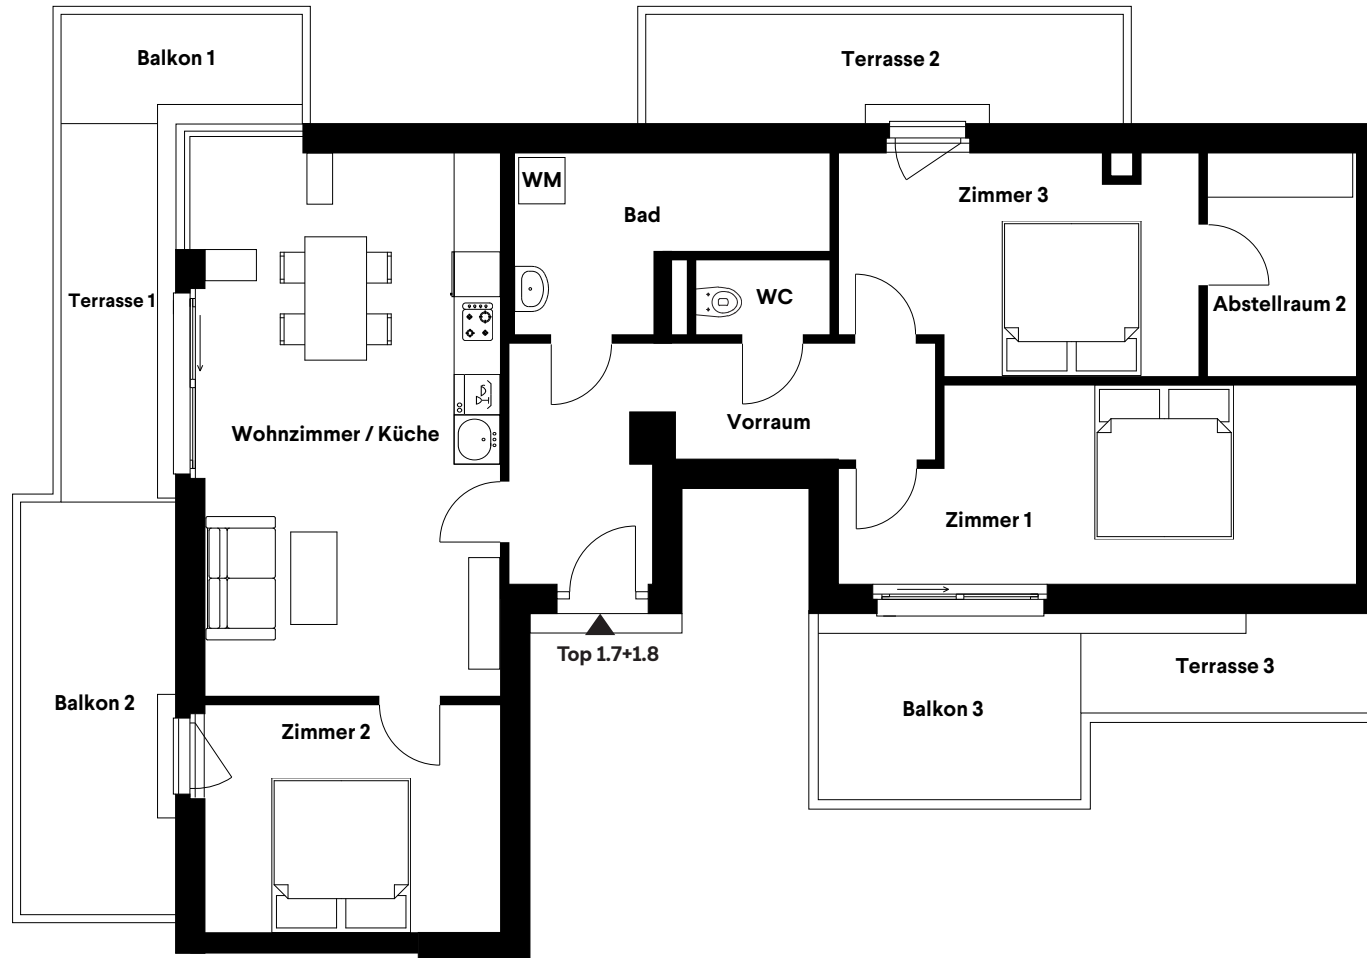 Balkon 1
Terrasse 2
WM
Bad
Zimmer 3
Terrasse 1
WC
Abstellraum 2
Wohnzimmer / Küche
Vorraum
Zimmer 1
Top 1.7+1.8
Terrasse 3
Balkon 2
Balkon 3
Zimmer 2